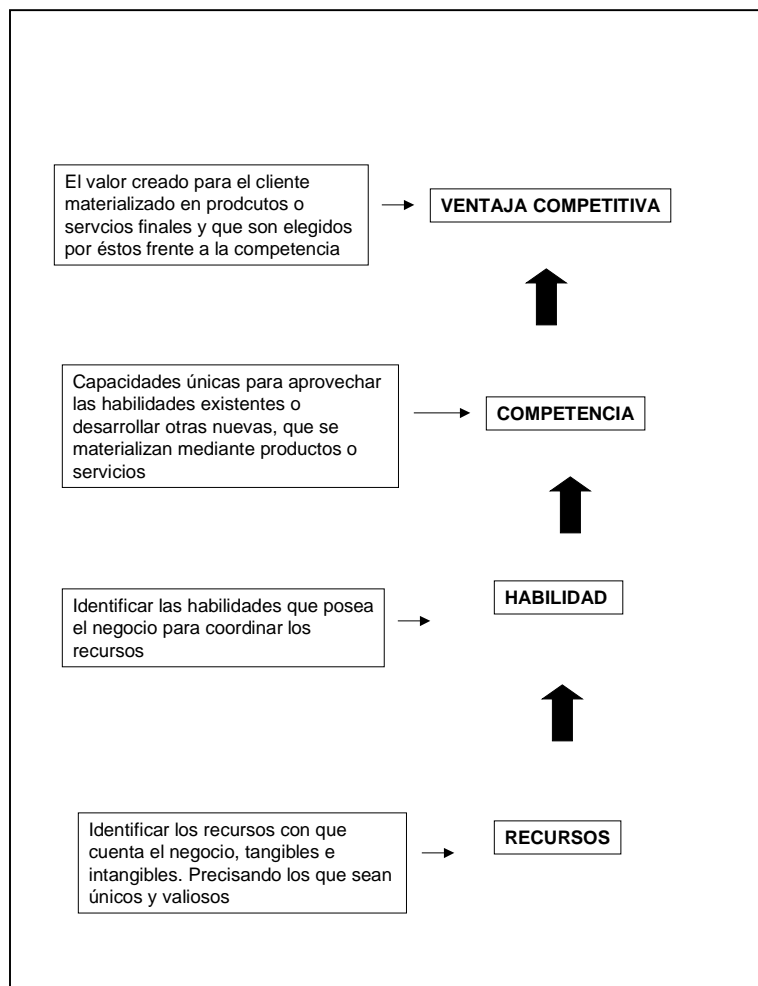 El valor creado para el cliente
materializado en prodcutos o
servcios finales y que son elegidos
por éstos frente a la competencia
VENTAJA COMPETITIVA
Capacidades únicas para aprovechar
las habilidades existentes o
desarrollar otras nuevas, que se
materializan mediante productos o
servicios
COMPETENCIA
Identificar las habilidades que posea
el negocio para coordinar los
recursos
HABILIDAD
Identificar los recursos con que
cuenta el negocio, tangibles e
intangibles. Precisando los que sean
únicos y valiosos
RECURSOS